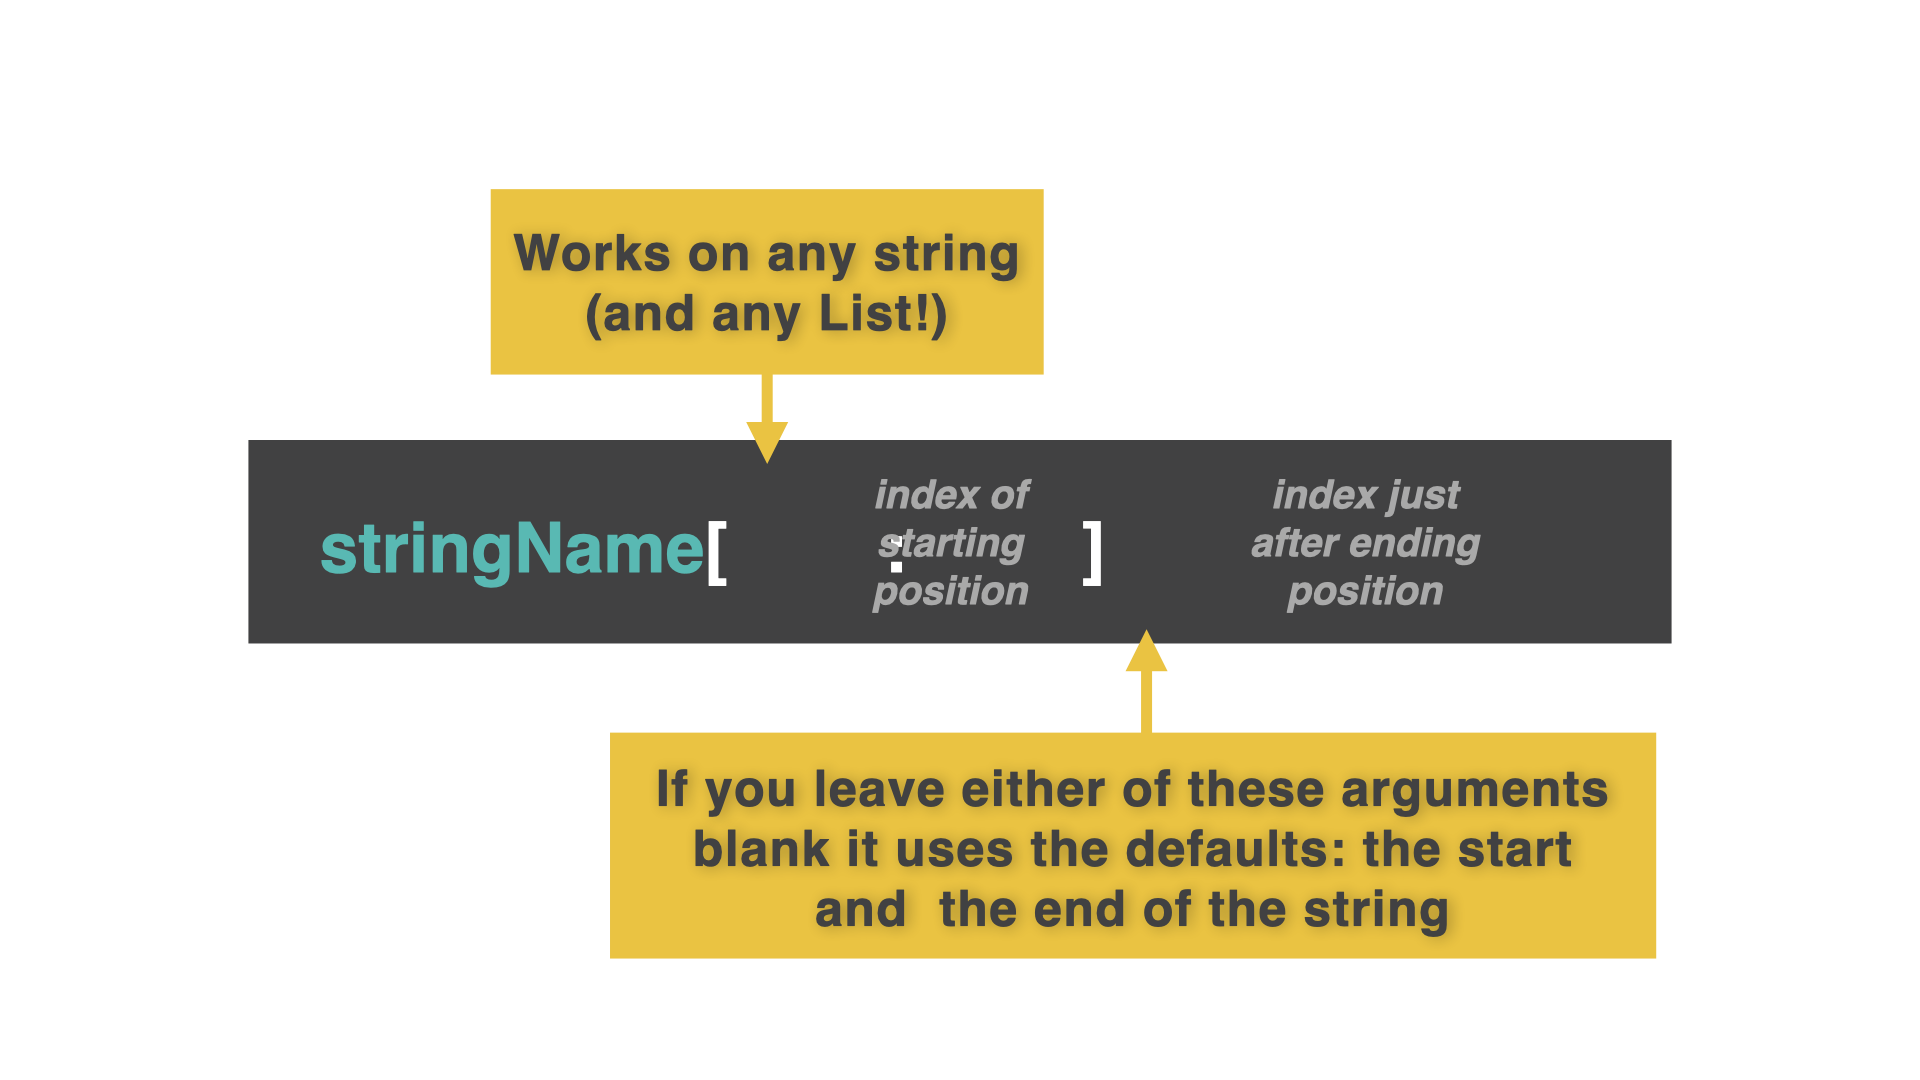 Works on any string
(and any List!)
stringName[ : ]
index of
starting
position
index just
after ending
position
If you leave either of these arguments
blank it uses the defaults: the start
and  the end of the string